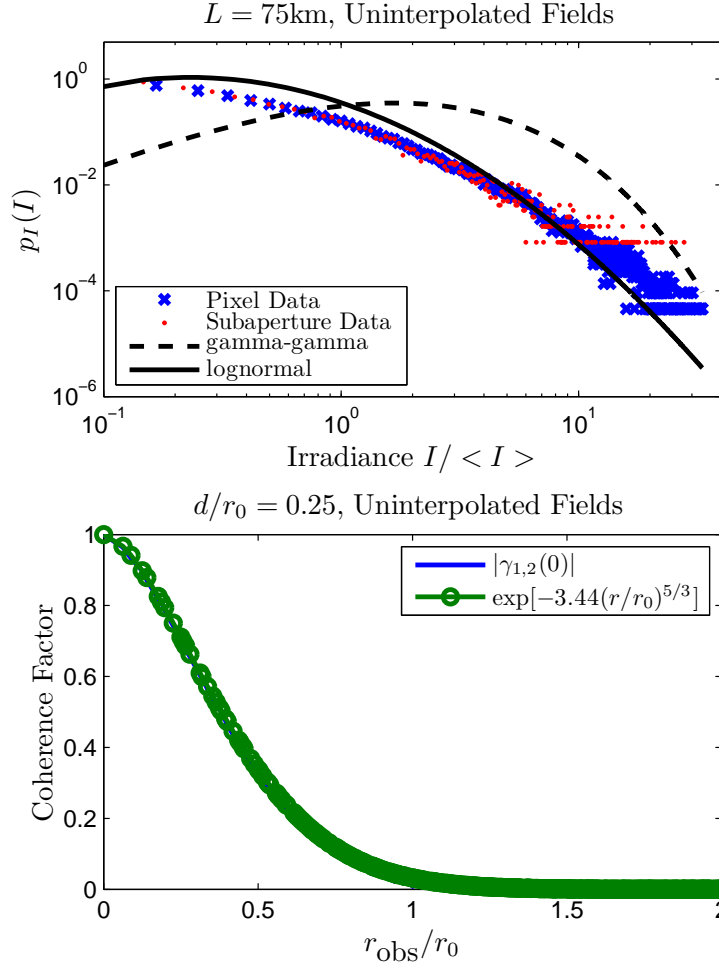 L = 75km, Uninterpolated Fields
10^0
10^-2
10^-4
10^-6
p_I(I)
Pixel Data
Subaperture Data
gamma-gamma
lognormal
10^-1
10^0
10^1
Irradiance I/ < I >
d/r_0 = 0.25, Uninterpolated Fields
1
0.8
0.6
0.4
0.2
0
Coherence Factor
|γ_{1,2}(0)|
exp[−3.44(r/r_0)^{5/3}]
0
0.5
1
1.5
2
r_obs/r_0